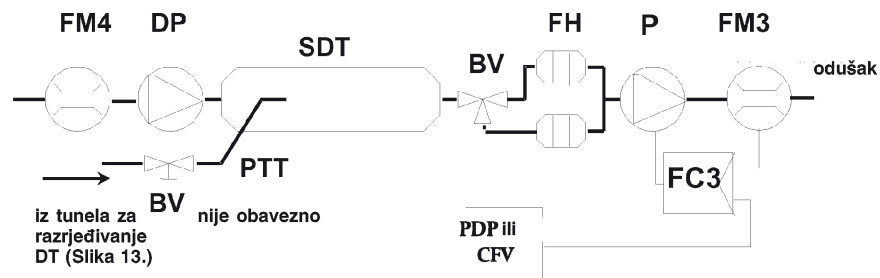 FM4 DP SDT BV FH P FM3
odušak
PTT
FC3
BV nije obavezno
iz tunela za
razrjeđivanje
DT (Slika 13.)
PDP ili
CFV